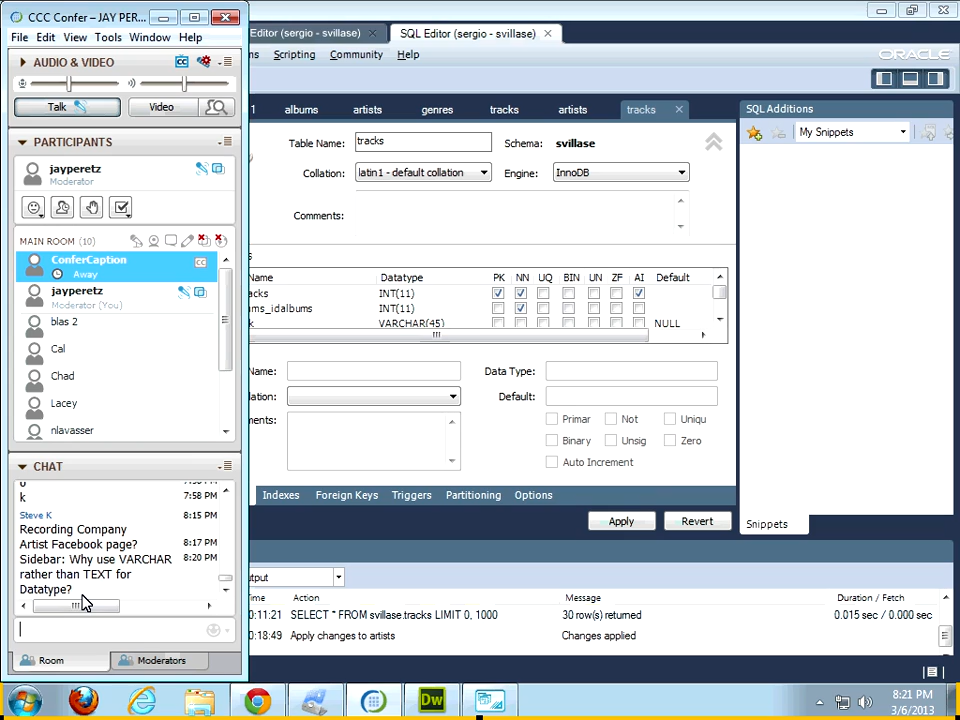 CCC Confer – JAY PER...
File Edit View Tools Window Help
AUDIO & VIDEO
CC
Talk
Video
PARTICIPANTS
jayperetz
Moderator
MAIN ROOM (10)
ConferCaption
CC
Away
jayperetz
Moderator (You)
blas 2
Cal
Chad
Lacey
nlavasser
CHAT
k 7:58 PM
Steve K 8:15 PM
Recording Company
Artist Facebook page? 8:17 PM
Sidebar: Why use VARCHAR 8:20 PM
rather than TEXT for
Datatype?
Room
Moderators
Editor (sergio - svillase)
SQL Editor (sergio - svillase)
ns Scripting Community Help
ORACLE
1 albums artists genres tracks artists tracks
Table Name: tracks Schema: svillase
Collation: latin1 - default collation Engine: InnoDB
Comments:
Name Datatype PK NN UQ BIN UN ZF AI Default
acks INT(11)
ms_idalbums INT(11)
k VARCHAR(45) NULL
Name: Data Type:
lation: Default:
ments: Primar Not Uniqu
Binary Unsig Zero
Auto Increment
Indexes Foreign Keys Triggers Partitioning Options
Apply Revert
SQL Additions
My Snippets
Snippets
utput
ime Action Message Duration / Fetch
0:11:21 SELECT * FROM svillase.tracks LIMIT 0, 1000 30 row(s) returned 0.015 sec / 0.000 sec
0:18:49 Apply changes to artists Changes applied
Dw
8:21 PM
3/6/2013